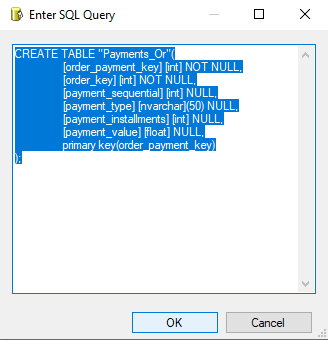 Enter SQL Query
CREATE TABLE "Payments_Or"(
[order_payment_key] [int] NOT NULL,
[order_key] [int] NOT NULL,
[payment_sequential] [int] NULL,
[payment_type] [nvarchar](50) NULL,
[payment_installments] [int] NULL,
[payment_value] [float] NULL,
primary key(order_payment_key)
);
OK
Cancel